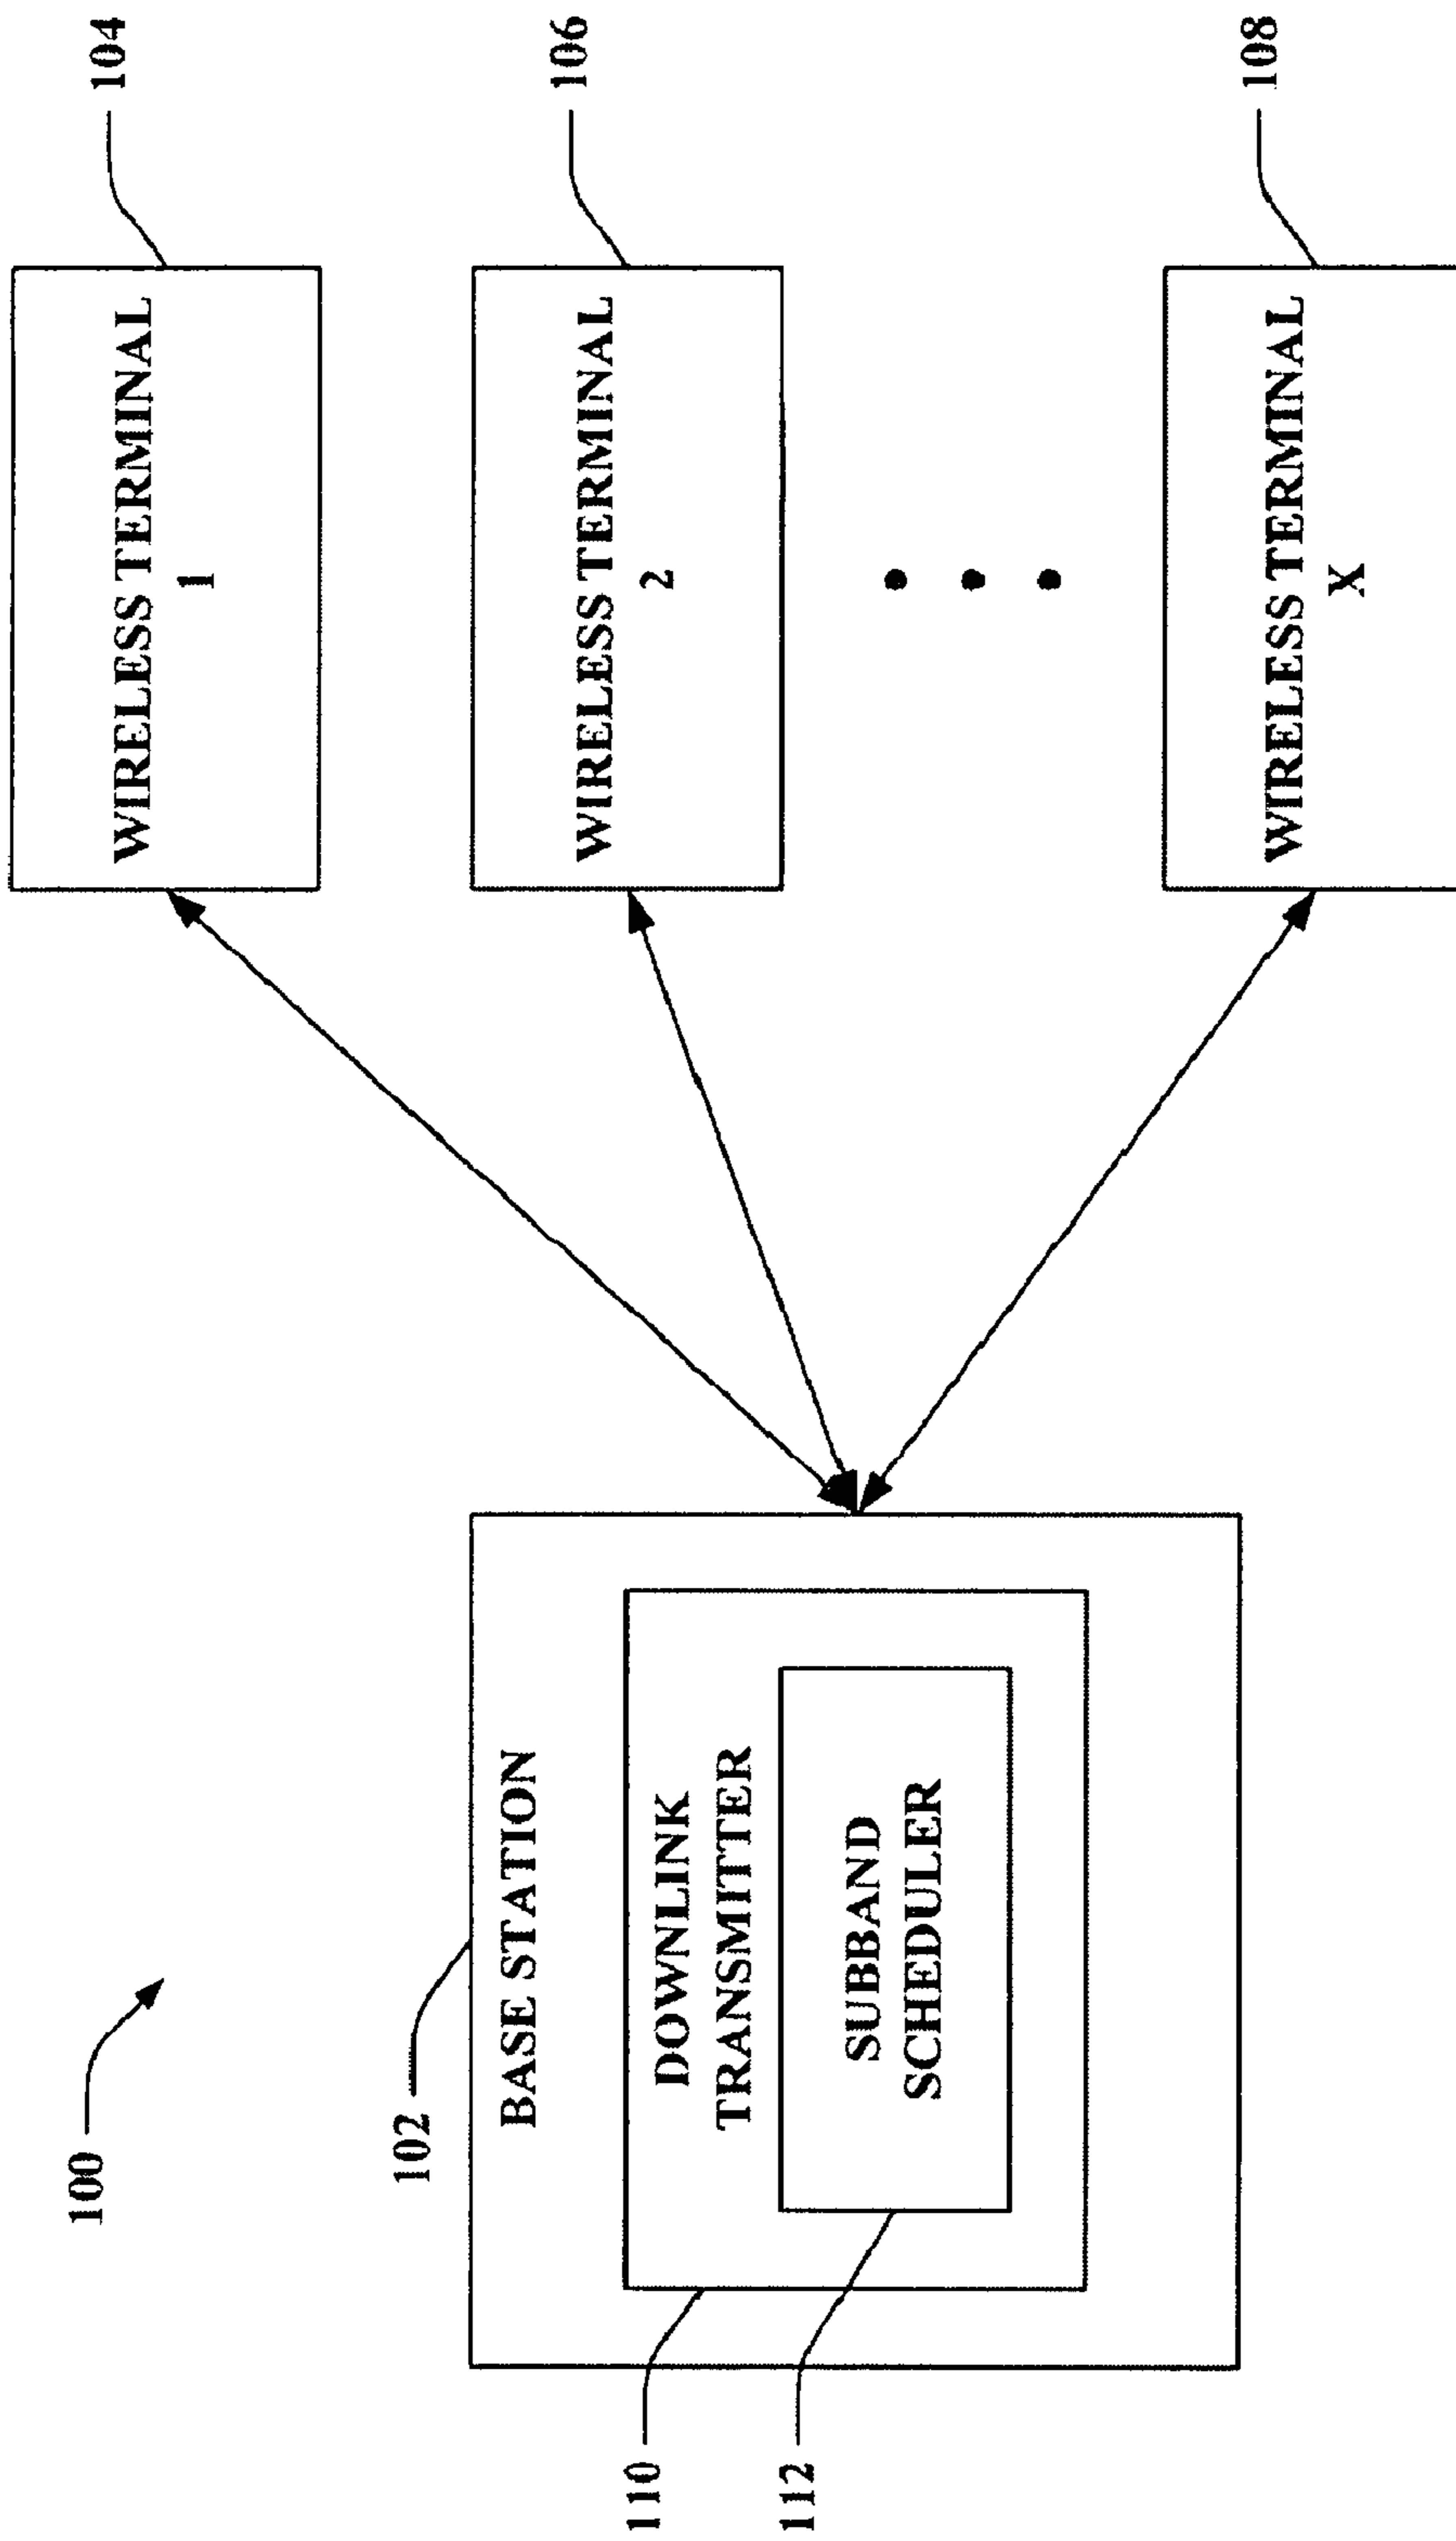 100
102
BASE STATION
110
DOWNLINK
TRANSMITTER
112
SUBBAND
SCHEDULER
104
WIRELESS TERMINAL
1
106
WIRELESS TERMINAL
2
108
WIRELESS TERMINAL
X